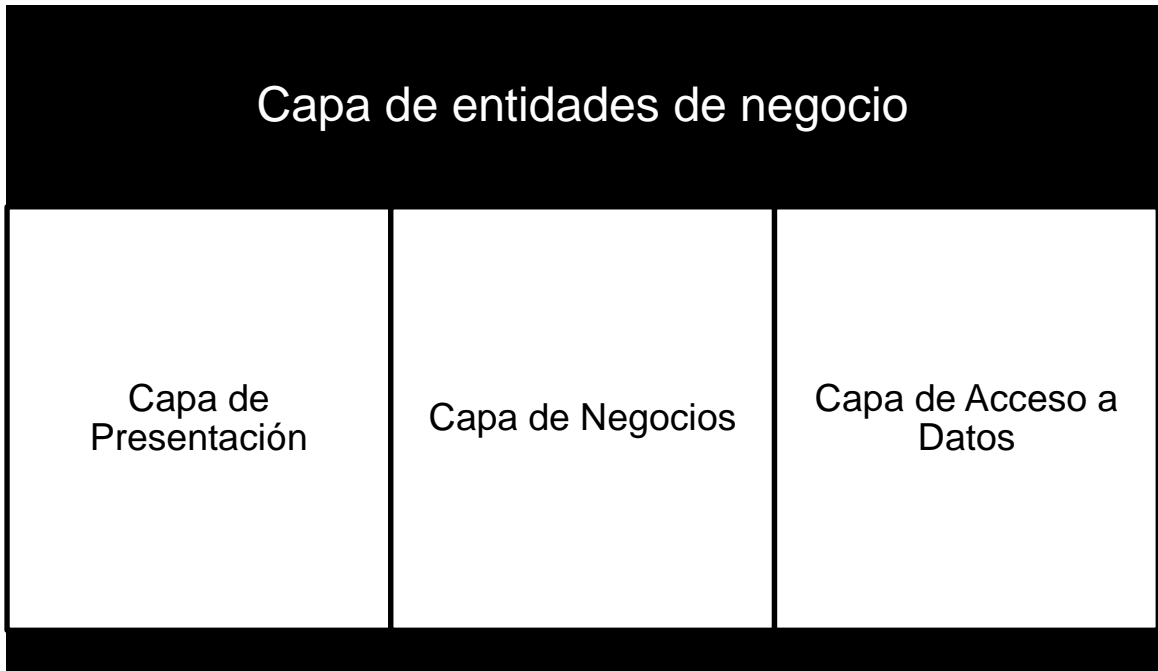 Capa de entidades de negocio
Capa de
Presentación
Capa de Negocios
Capa de Acceso a
Datos